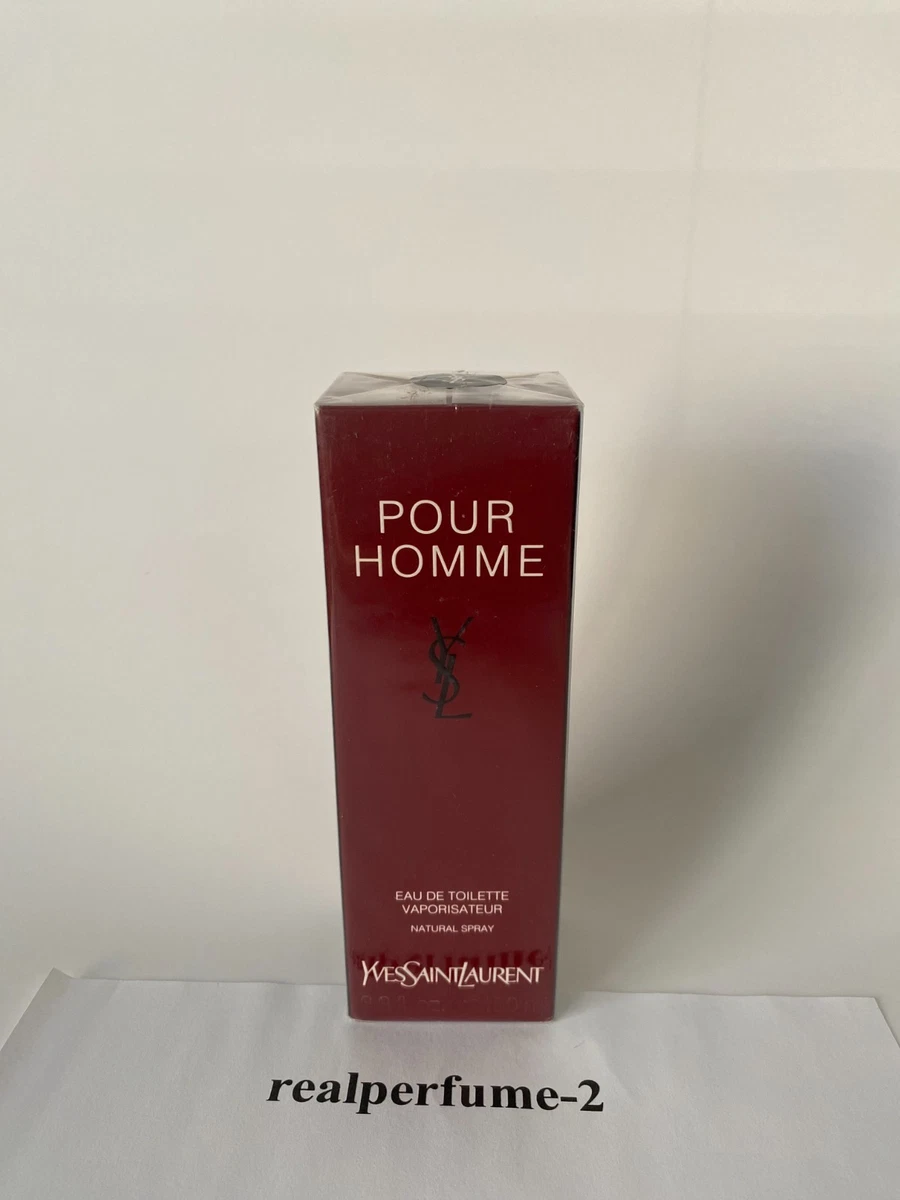 POUR
HOMME
YSL
EAU DE TOILETTE
VAPORISATEUR
NATURAL SPRAY
YVESSAINTLAURENT
realperfume-2